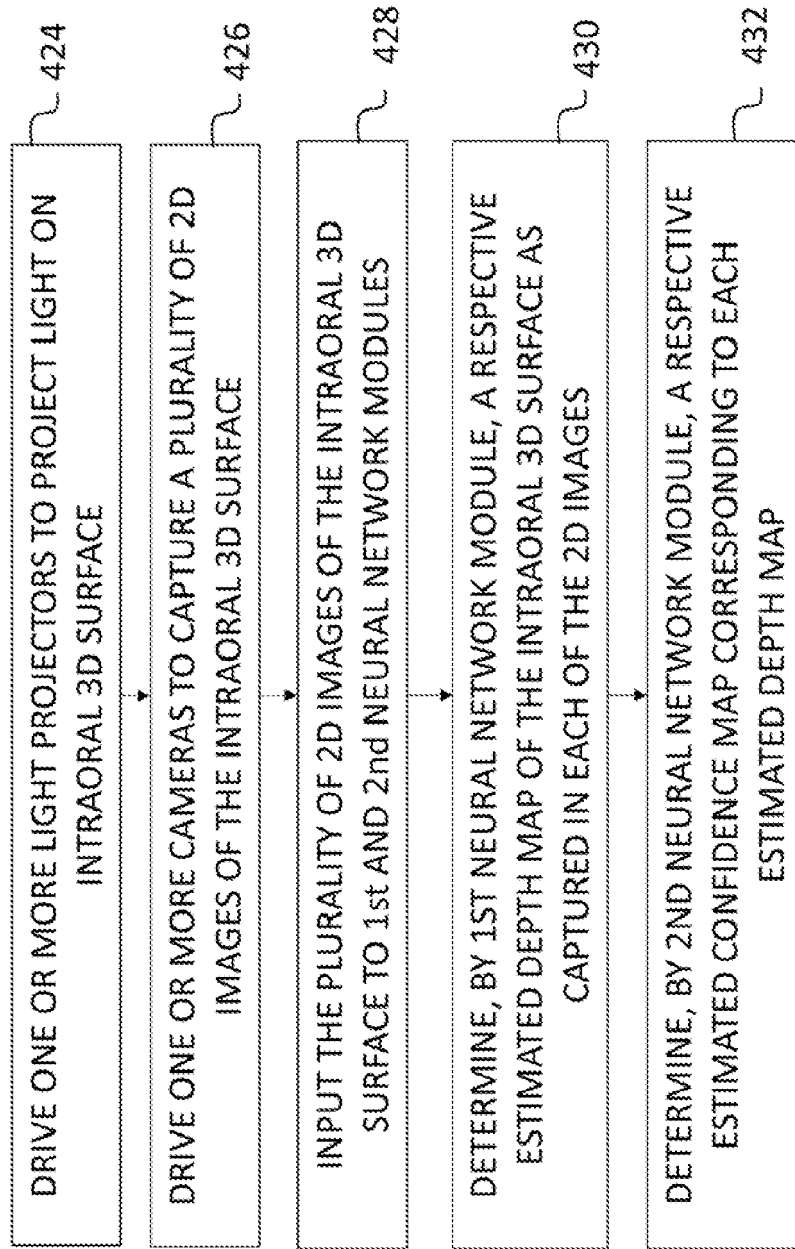 DRIVE ONE OR MORE LIGHT PROJECTORS TO PROJECT LIGHT ON
INTRAORAL 3D SURFACE
424
DRIVE ONE OR MORE CAMERAS TO CAPTURE A PLURALITY OF 2D
IMAGES OF THE INTRAORAL 3D SURFACE
426
INPUT THE PLURALITY OF 2D IMAGES OF THE INTRAORAL 3D
SURFACE TO 1st AND 2nd NEURAL NETWORK MODULES
428
DETERMINE, BY 1ST NEURAL NETWORK MODULE, A RESPECTIVE
ESTIMATED DEPTH MAP OF THE INTRAORAL 3D SURFACE AS
CAPTURED IN EACH OF THE 2D IMAGES
430
DETERMINE, BY 2ND NEURAL NETWORK MODULE, A RESPECTIVE
ESTIMATED CONFIDENCE MAP CORRESPONDING TO EACH
ESTIMATED DEPTH MAP
432